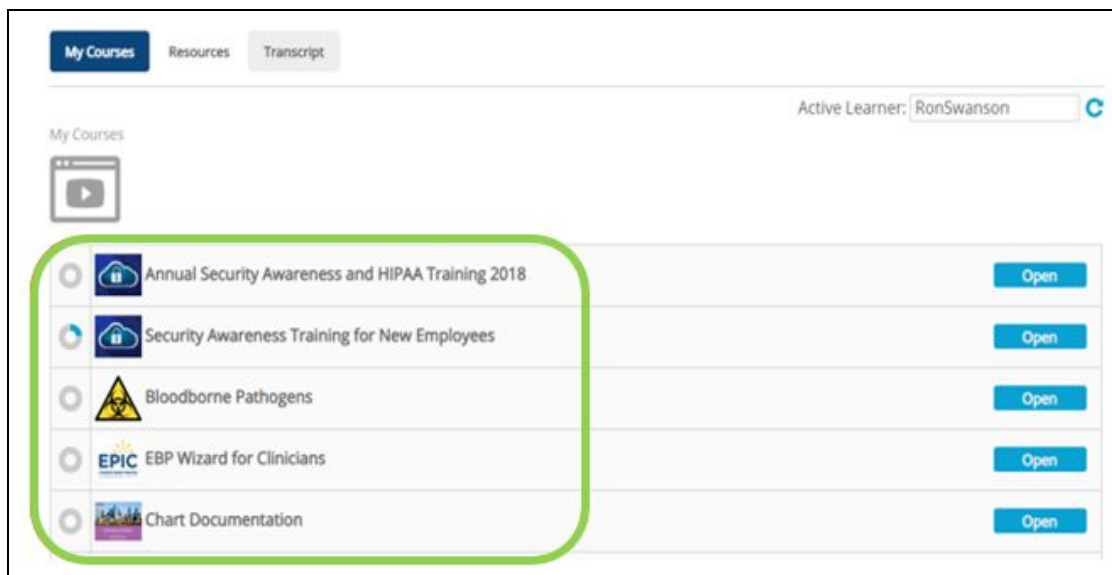 My Courses Resources Transcript
Active Learner: RonSwanson
My Courses
Annual Security Awareness and HIPAA Training 2018 Open
Security Awareness Training for New Employees Open
Bloodborne Pathogens Open
EPIC EBP Wizard for Clinicians Open
Chart Documentation Open